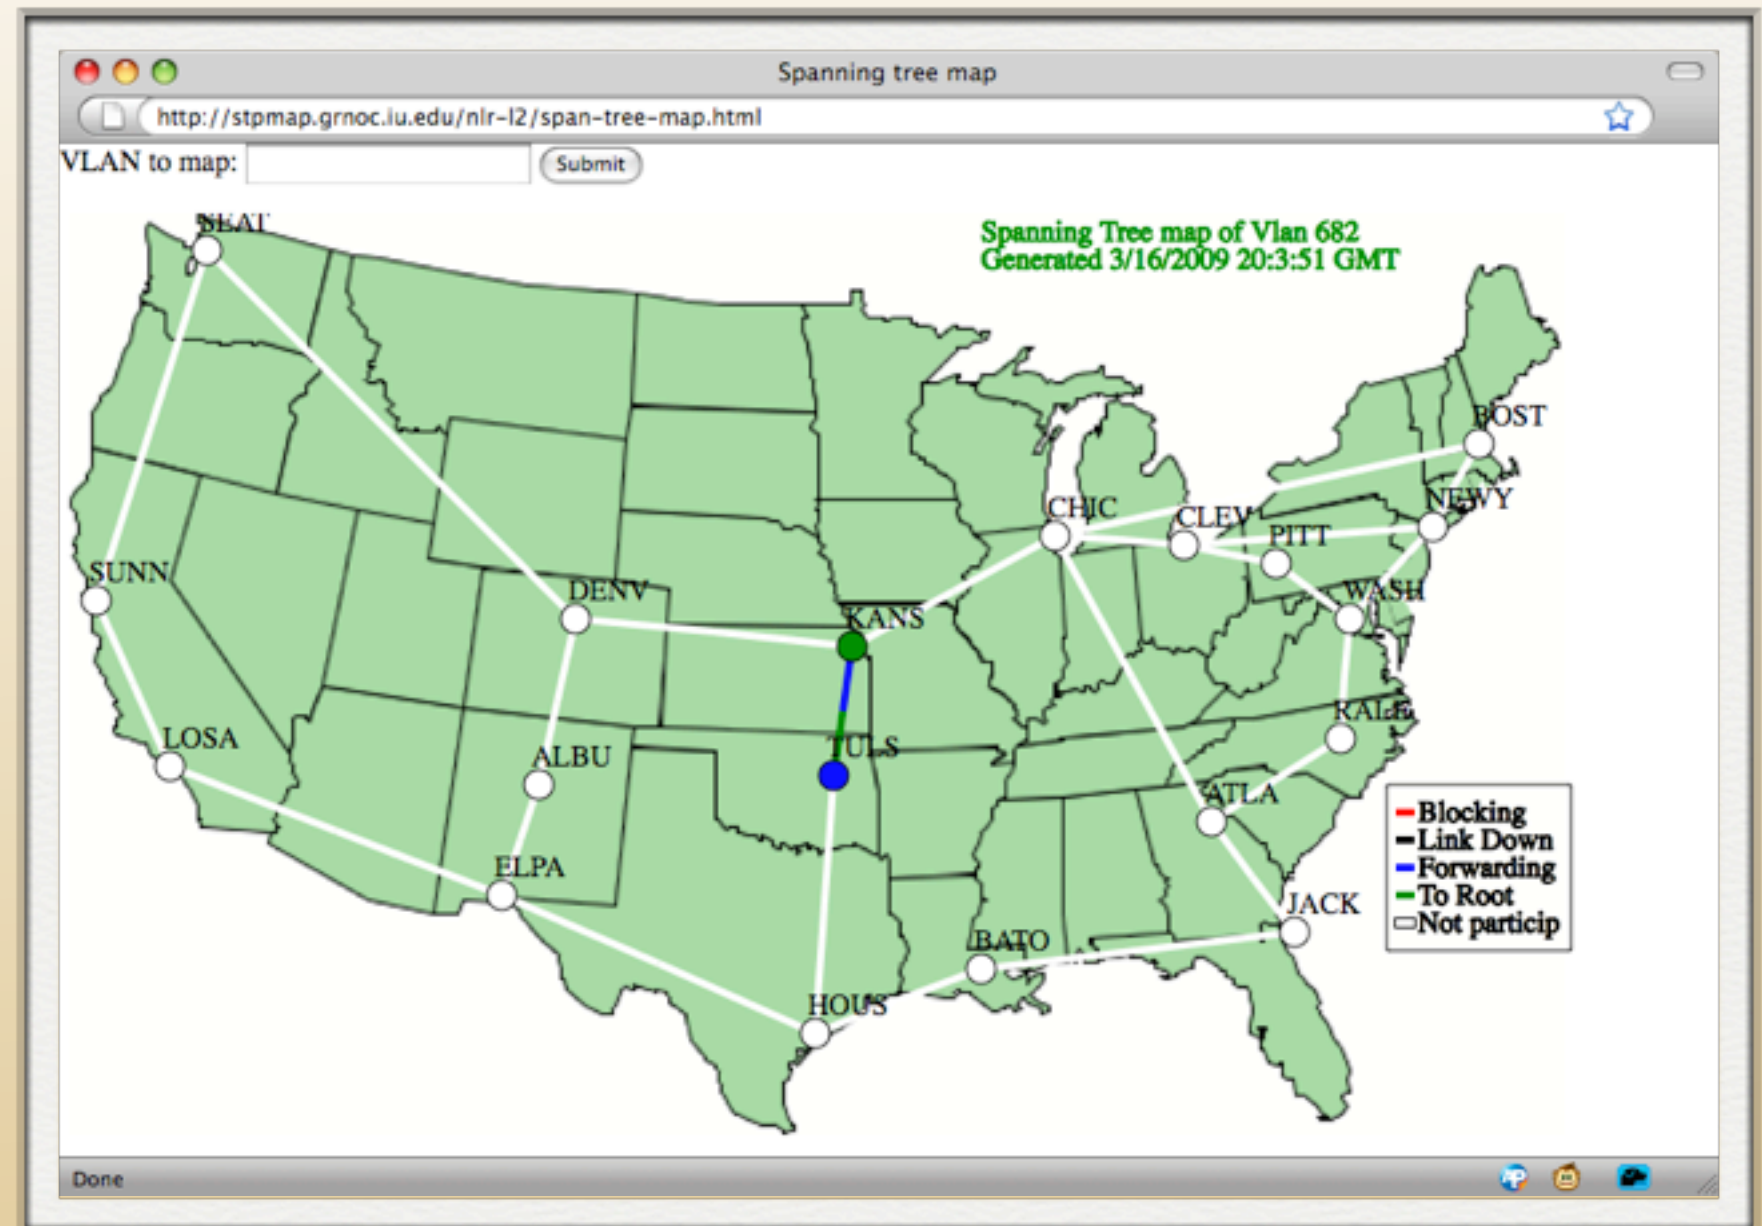 Spanning tree map
http://stpmap.grnoc.iu.edu/nlr-l2/span-tree-map.html
VLAN to map:
Submit
Spanning Tree map of Vlan 682
Generated 3/16/2009 20:3:51 GMT
SEAT
BOST
NEWY
CHIC
CLEV
PITT
SUNN
DENV
WASH
KANS
RALE
LOSA
TULS
ALBU
ATLA
ELPA
JACK
BATO
HOUS
Blocking
Link Down
Forwarding
To Root
Not particip
Done